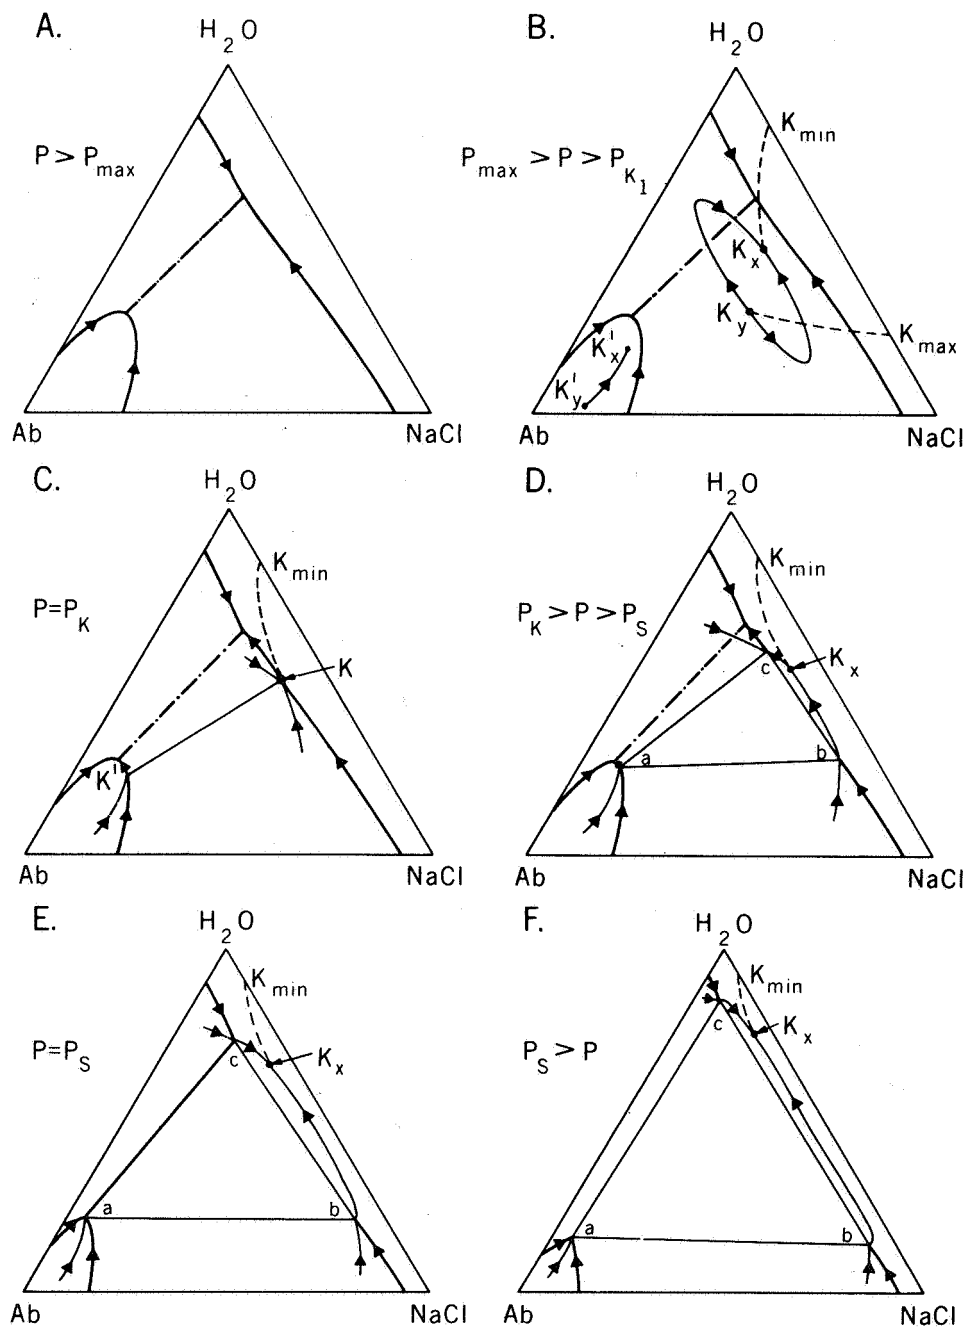 A.
H₂O
P > Pmax
Ab
NaCl
B.
H₂O
Pmax > P > PK₁
Kmin
Kx
Ky
Kmax
K'x
K'y
Ab
NaCl
C.
H₂O
P=PK
Kmin
K
K'
Ab
NaCl
D.
H₂O
PK > P > PS
Kmin
Kx
c
a
b
Ab
NaCl
E.
H₂O
P=PS
Kmin
Kx
c
a
b
Ab
NaCl
F.
H₂O
PS > P
Kmin
Kx
c
a
b
Ab
NaCl